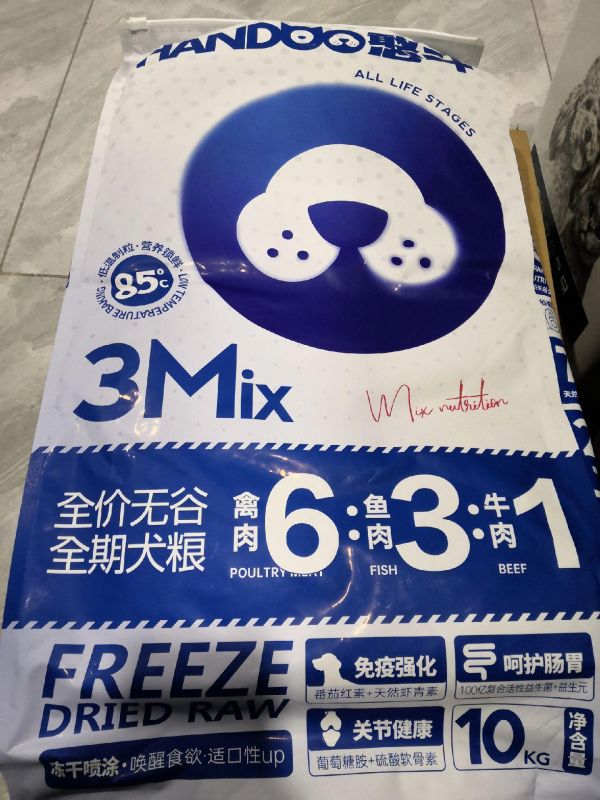 HANDOO憨斗
ALL LIFE STAGES
低温制粒·营养锁鲜·LOW TEMPERATURE BAKING·
85℃
3Mix
Mix nutrition
全价无谷
全期犬粮
禽肉6:鱼肉3:牛肉1
POULTRY MEAT FISH BEEF
FREEZE
DRIED RAW
冻干喷涂·唤醒食欲·适口性up
免疫强化
番茄红素+天然虾青素
呵护肠胃
100亿复合活性益生菌+益生元
关节健康
葡萄糖胺+硫酸软骨素
10KG
净含量